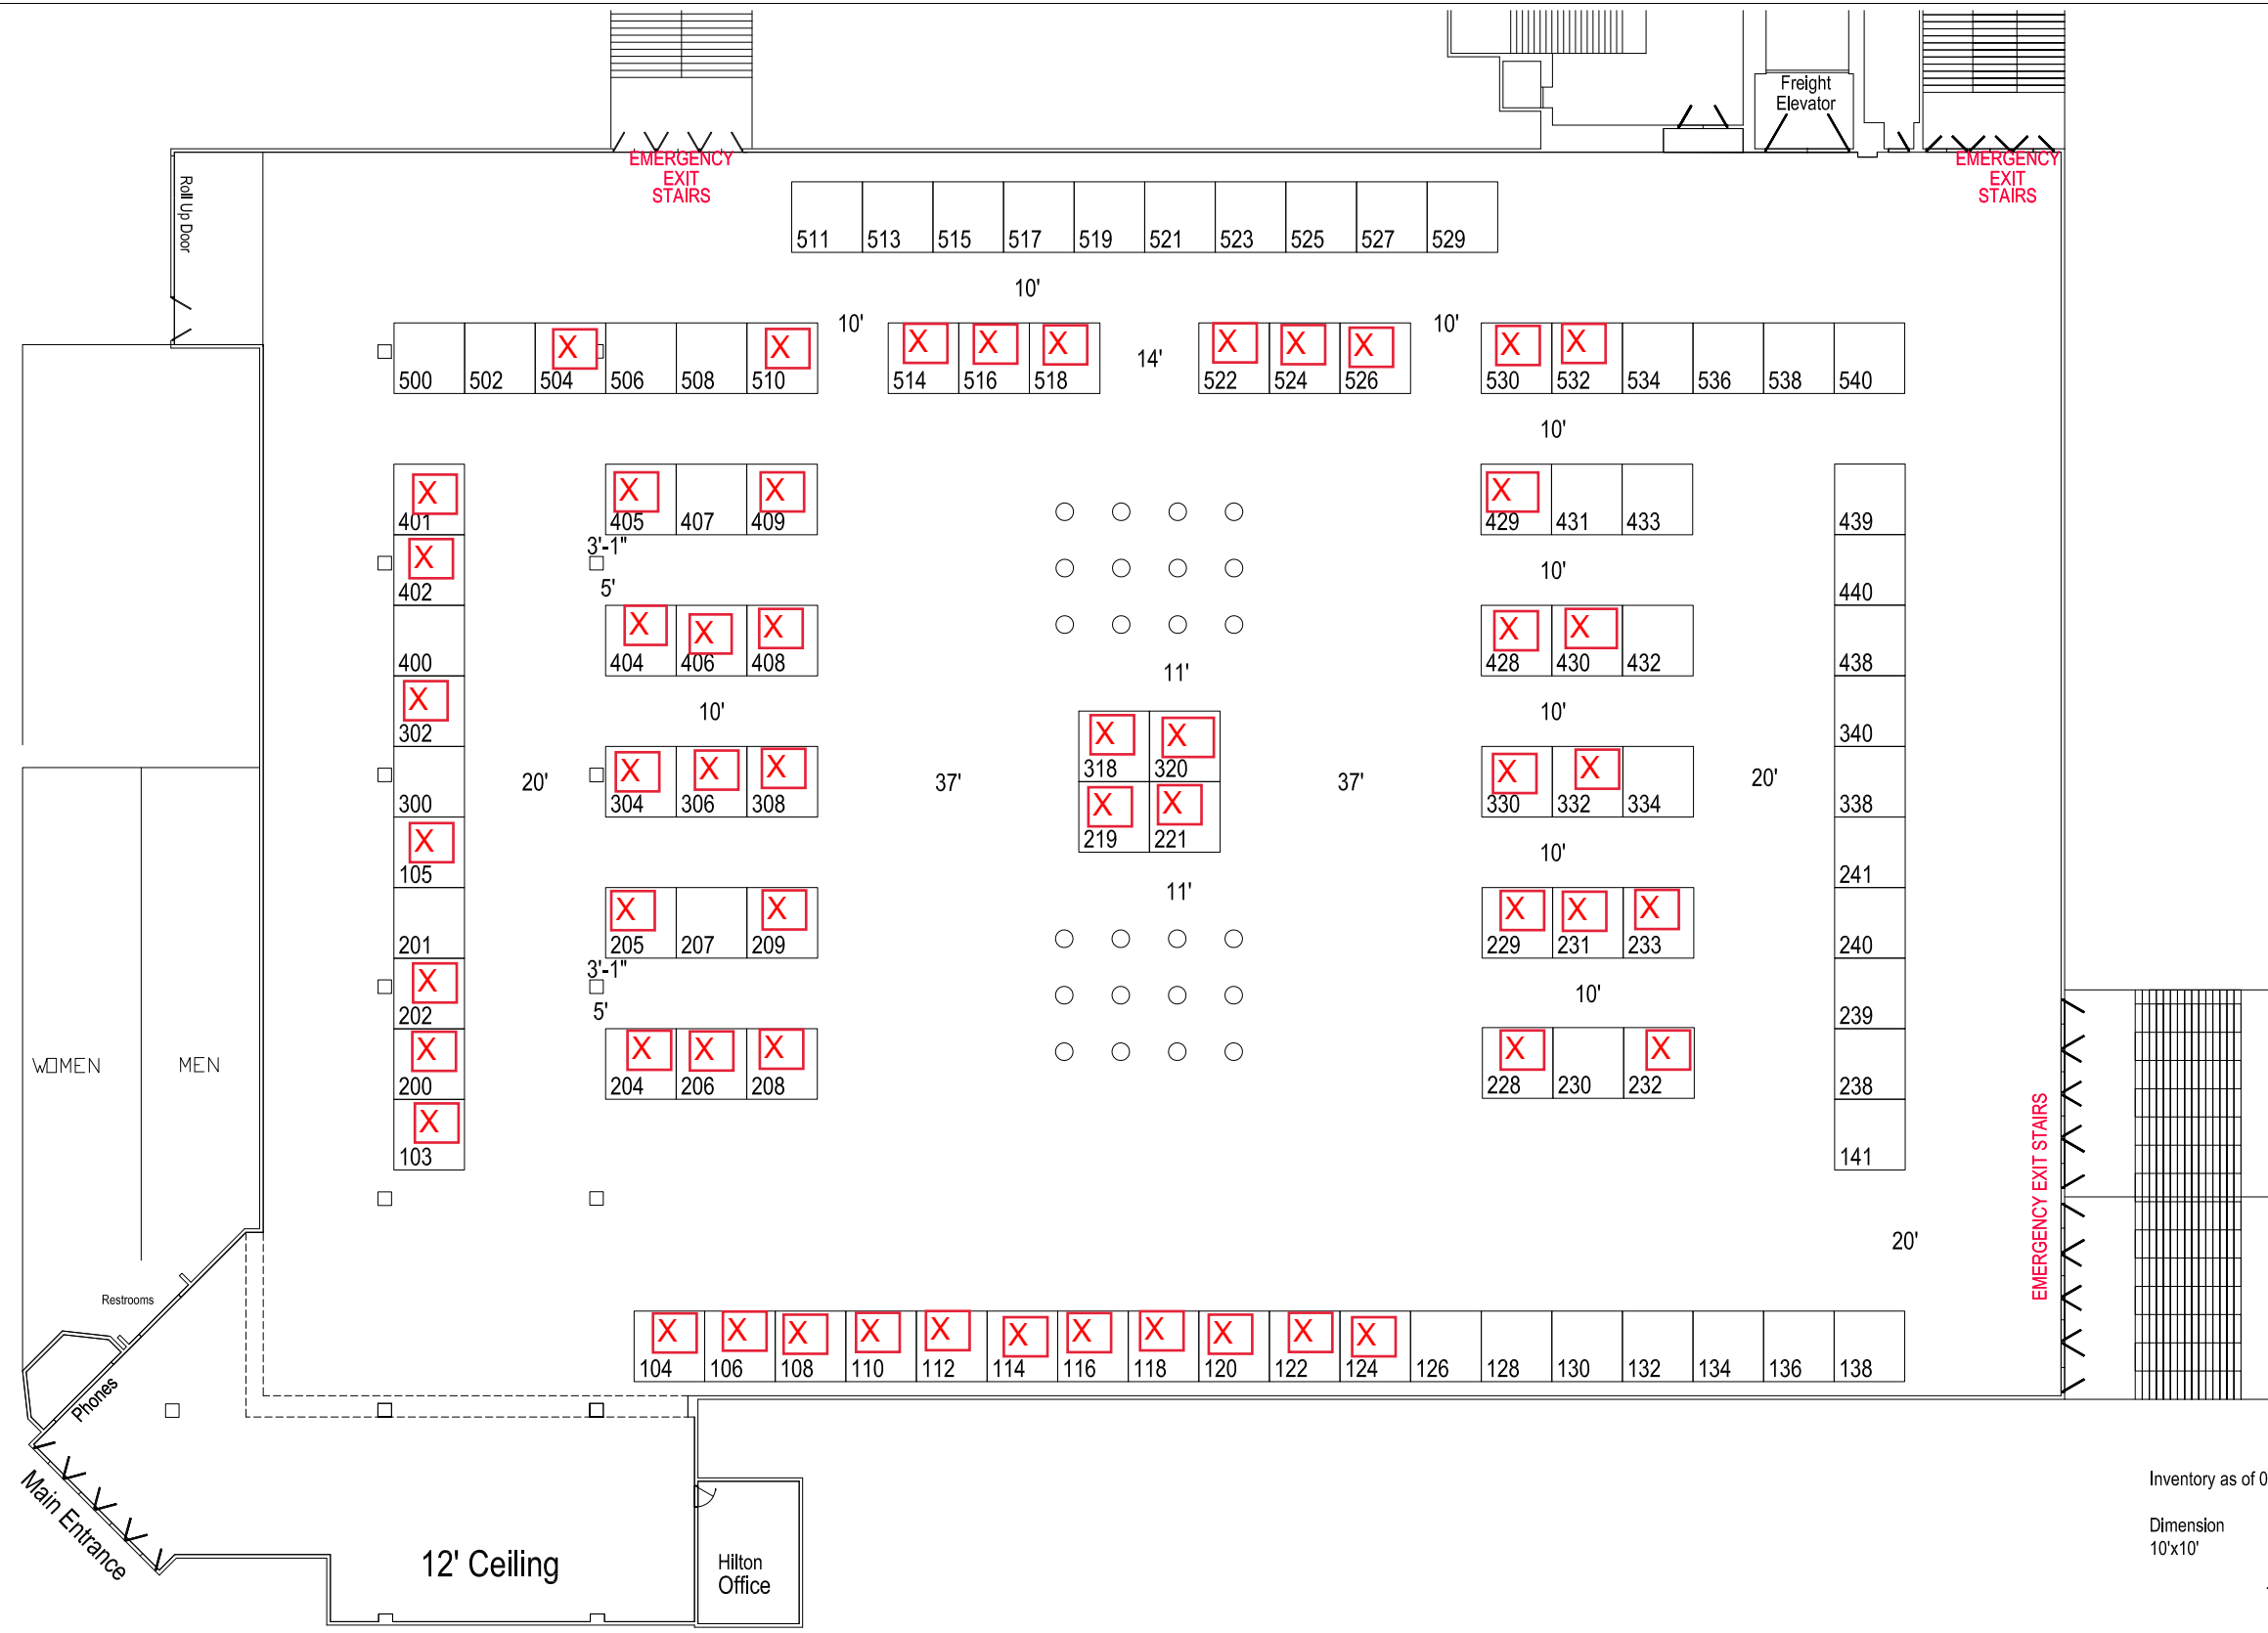 Freight
Elevator
EMERGENCY
EXIT
STAIRS
EMERGENCY
EXIT
STAIRS
Roll Up Door
511 513 515 517 519 521 523 525 527 529
10'
10' 10'
X X X X X X X X X X
14'
500 502 504 506 508 510 514 516 518 522 524 526 530 532 534 536 538 540
10'
X X X X
401 405 407 409 429 431 433 439
3'-1"
X 10'
5'
402 440
X X X X X
400 404 406 408 428 430 432 438
11'
X 10' 10'
302 X X 340
318 320
X X X X X
20' 37' 37' 20'
300 304 306 308 X X 330 332 334 338
219 221
X 10'
105 241
11'
X X X X X
201 205 207 209 229 231 233 240
3'-1"
X 10'
5'
202 239
X X X X X X
WOMEN MEN
200 204 206 208 228 230 232 238
X
103 141
EMERGENCY EXIT STAIRS
20'
Restrooms
X X X X X X X X X X X
104 106 108 110 112 114 116 118 120 122 124 126 128 130 132 134 136 138
Phones
Main Entrance
12' Ceiling
Hilton
Office
Inventory as of 0
Dimension
10'x10'